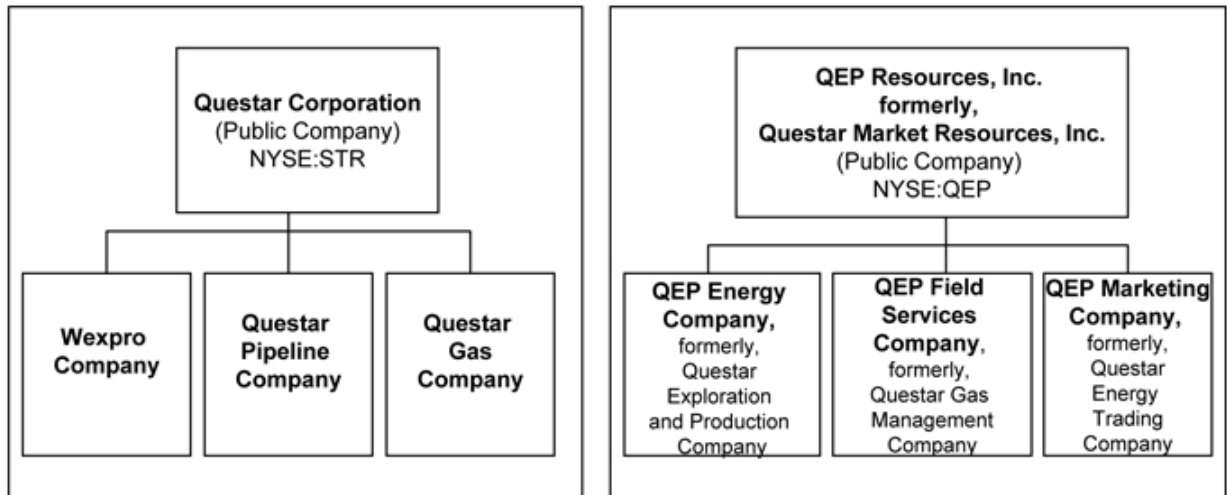 Questar Corporation
(Public Company)
NYSE:STR
Wexpro
Company
Questar
Pipeline
Company
Questar
Gas
Company
QEP Resources, Inc.
formerly,
Questar Market Resources, Inc.
(Public Company)
NYSE:QEP
QEP Energy
Company,
formerly,
Questar
Exploration
and Production
Company
QEP Field
Services
Company,
formerly,
Questar Gas
Management
Company
QEP Marketing
Company,
formerly,
Questar
Energy
Trading
Company